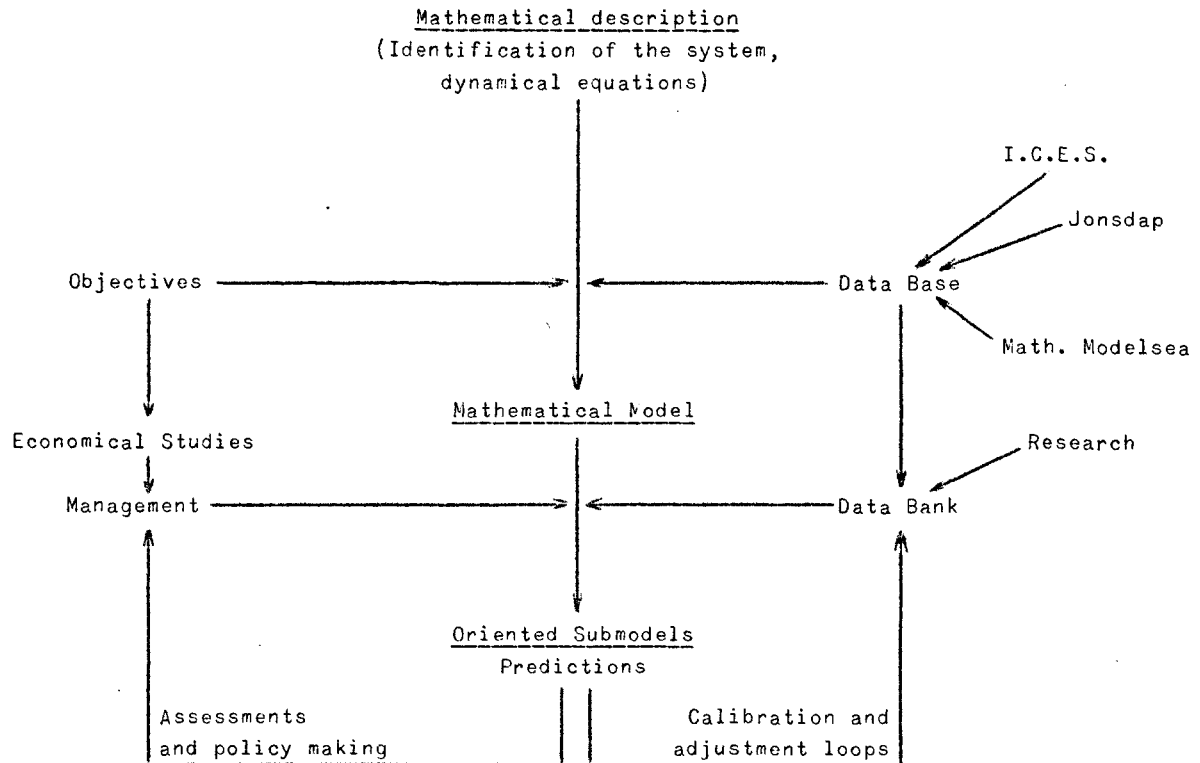 Mathematical description
(Identification of the system,
dynamical equations)
I.C.E.S.
Jonsdap
Objectives
Data Base
Math. Modelsea
Mathematical Model
Economical Studies
Research
Management
Data Bank
Oriented Submodels
Predictions
Assessments
and policy making
Calibration and
adjustment loops